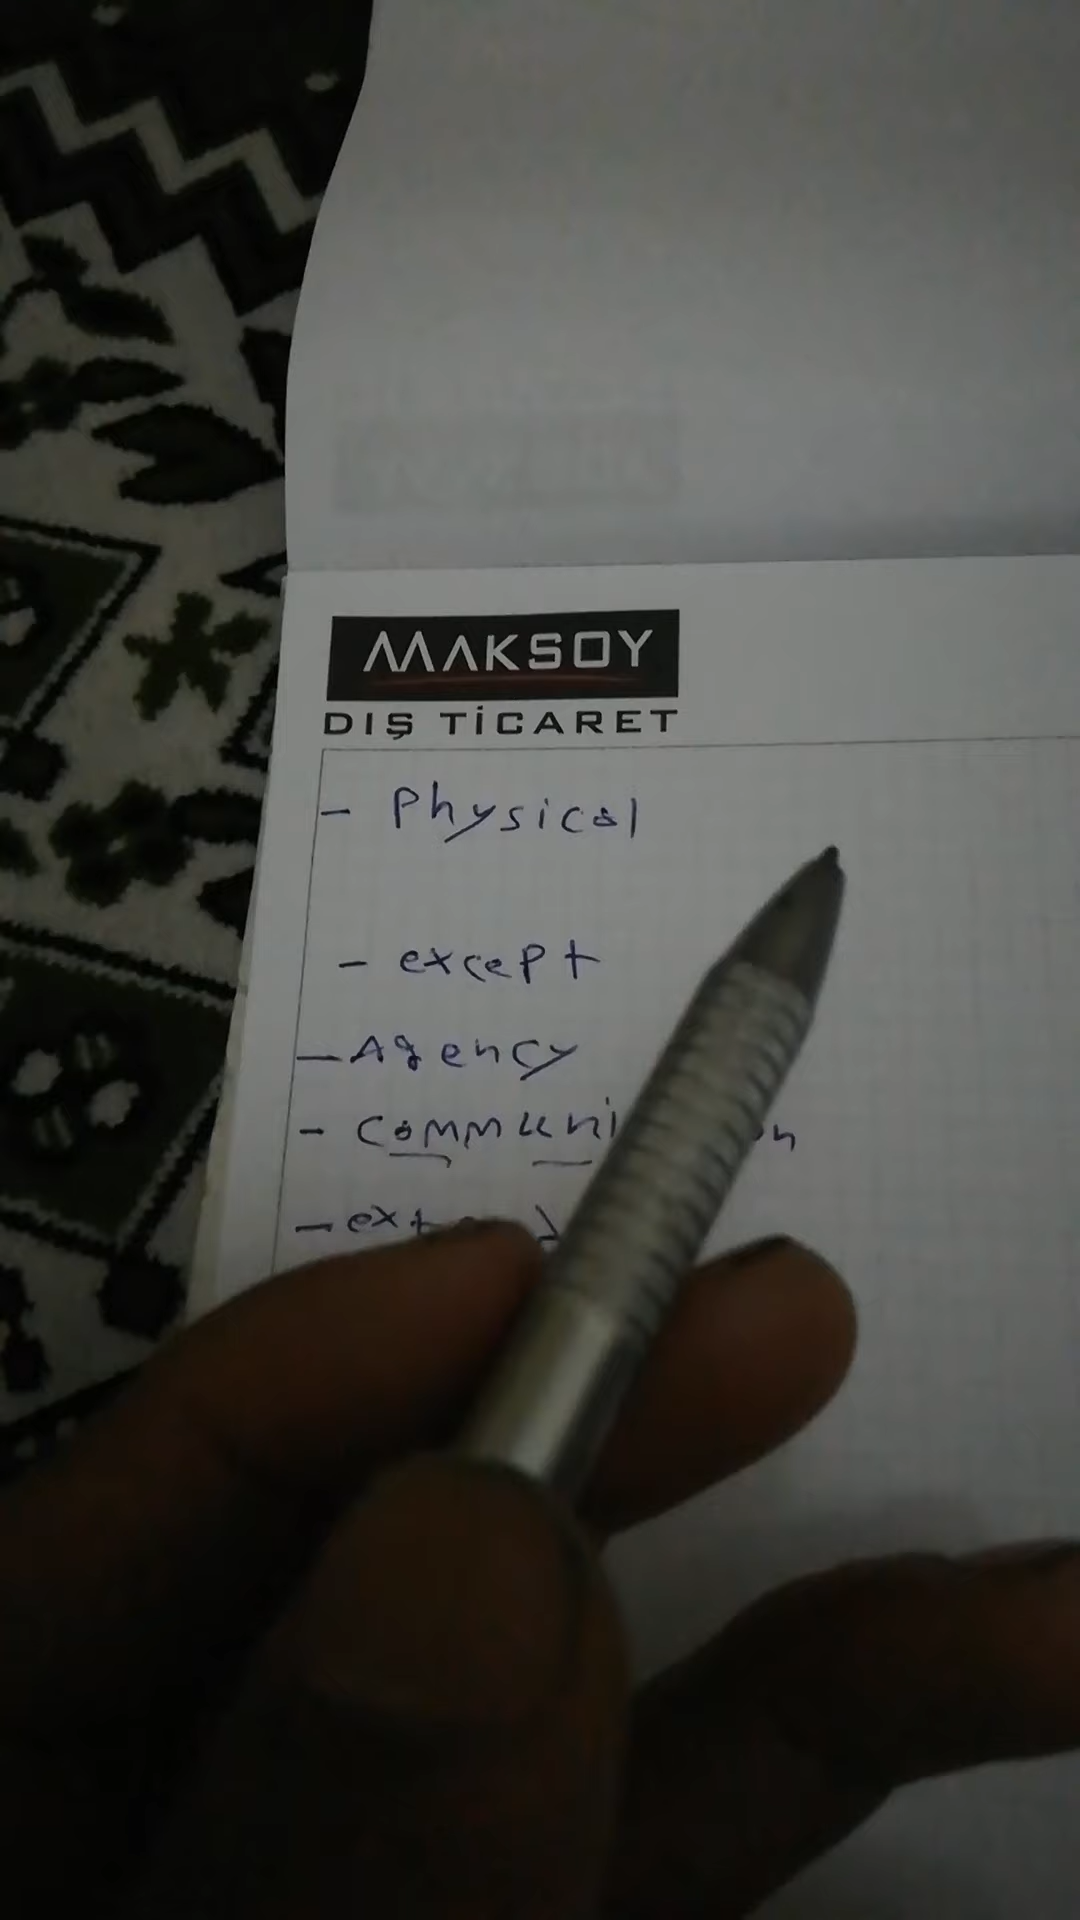 MAKSOY
DIŞ TİCARET
- Physical
- except
- Agency